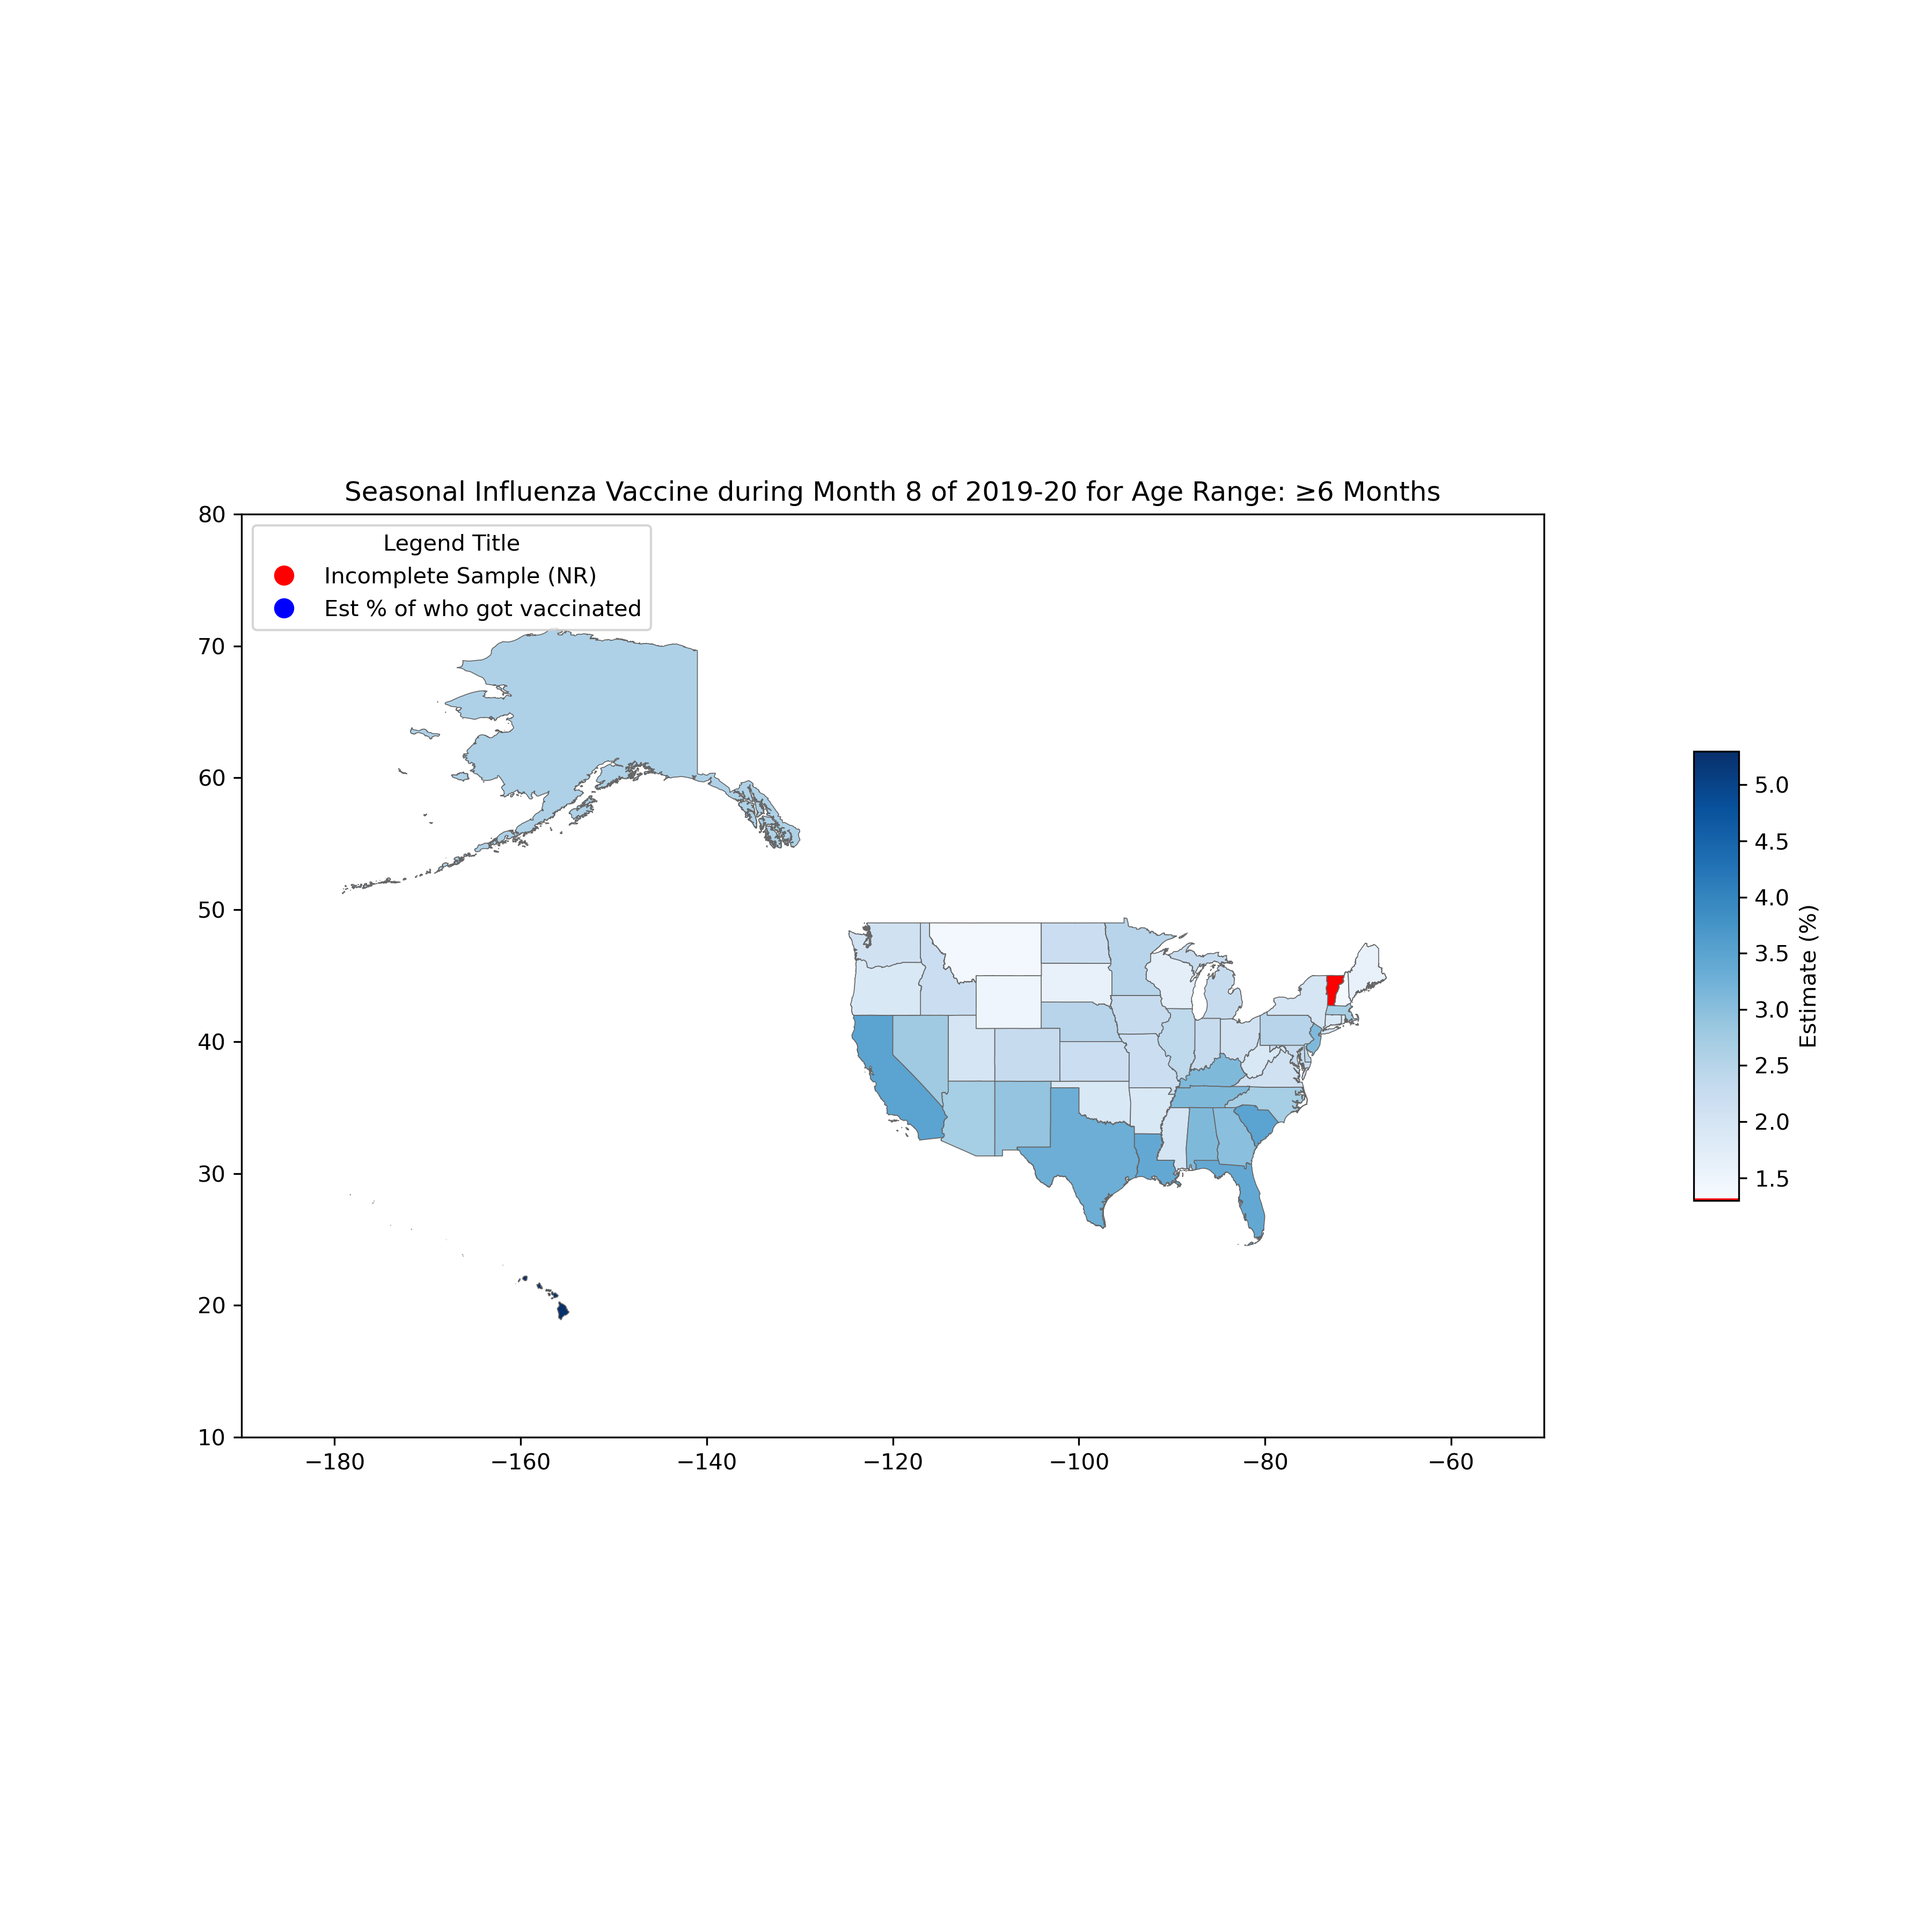 Seasonal Influenza Vaccine during Month 8 of 2019-20 for Age Range: ≥6 Months
Legend Title
Incomplete Sample (NR)
Est % of who got vaccinated
80
70
60
50
40
30
20
10
−180 −160 −140 −120 −100 −80 −60
5.0
4.5
4.0
3.5
3.0
2.5
2.0
1.5
Estimate (%)